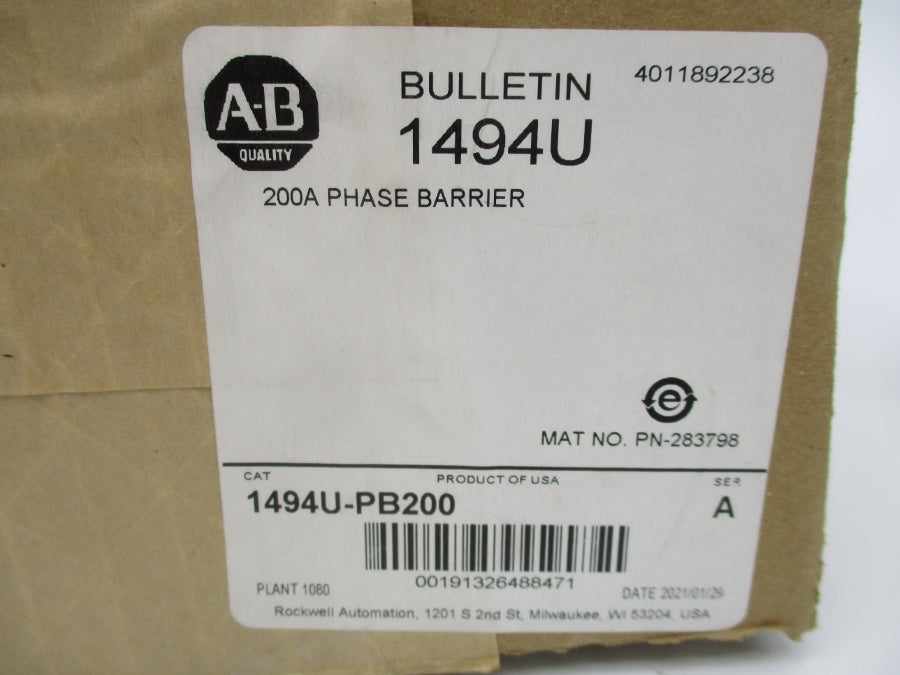 A-B
QUALITY
BULLETIN
1494U
4011892238
200A PHASE BARRIER
e
MAT NO. PN-283798
CAT
PRODUCT OF USA
SER
1494U-PB200
A
00191326488471
PLANT 1080
DATE 2021/01/29
Rockwell Automation, 1201 S 2nd St, Milwaukee, WI 53204, USA